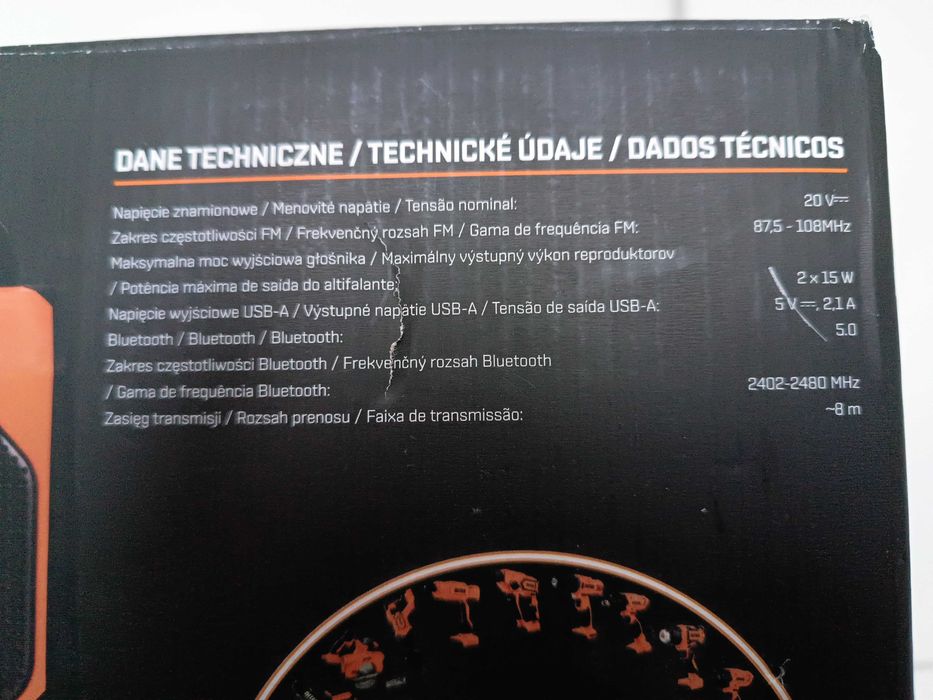 DANE TECHNICZNE / TECHNICKÉ ÚDAJE / DADOS TÉCNICOS
Napięcie znamionowe / Menovité napätie / Tensão nominal: 20 V⎓
Zakres częstotliwości FM / Frekvenčný rozsah FM / Gama de frequência FM: 87,5 - 108MHz
Maksymalna moc wyjściowa głośnika / Maximálny výstupný výkon reproduktorov
/ Potência máxima de saída do altifalante: 2 x 15 W
Napięcie wyjściowe USB-A / Výstupné napätie USB-A / Tensão de saída USB-A: 5 V⎓, 2,1 A
Bluetooth / Bluetooth / Bluetooth: 5.0
Zakres częstotliwości Bluetooth / Frekvenčný rozsah Bluetooth
/ Gama de frequência Bluetooth: 2402-2480 MHz
Zasięg transmisji / Rozsah prenosu / Faixa de transmissão: ~8 m